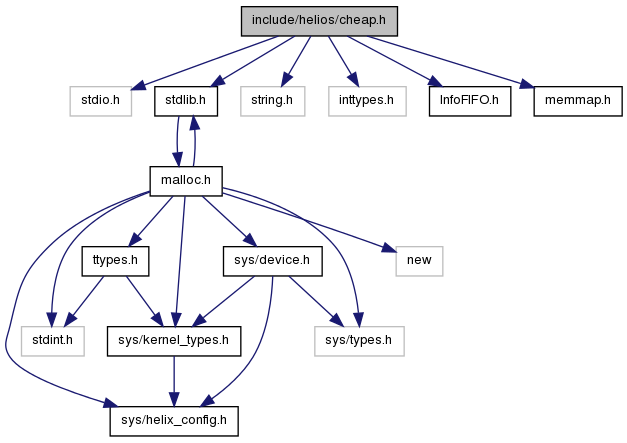 include/helios/cheap.h
stdio.h
stdlib.h
string.h
inttypes.h
InfoFIFO.h
memmap.h
malloc.h
ttypes.h
sys/device.h
new
stdint.h
sys/kernel_types.h
sys/types.h
sys/helix_config.h